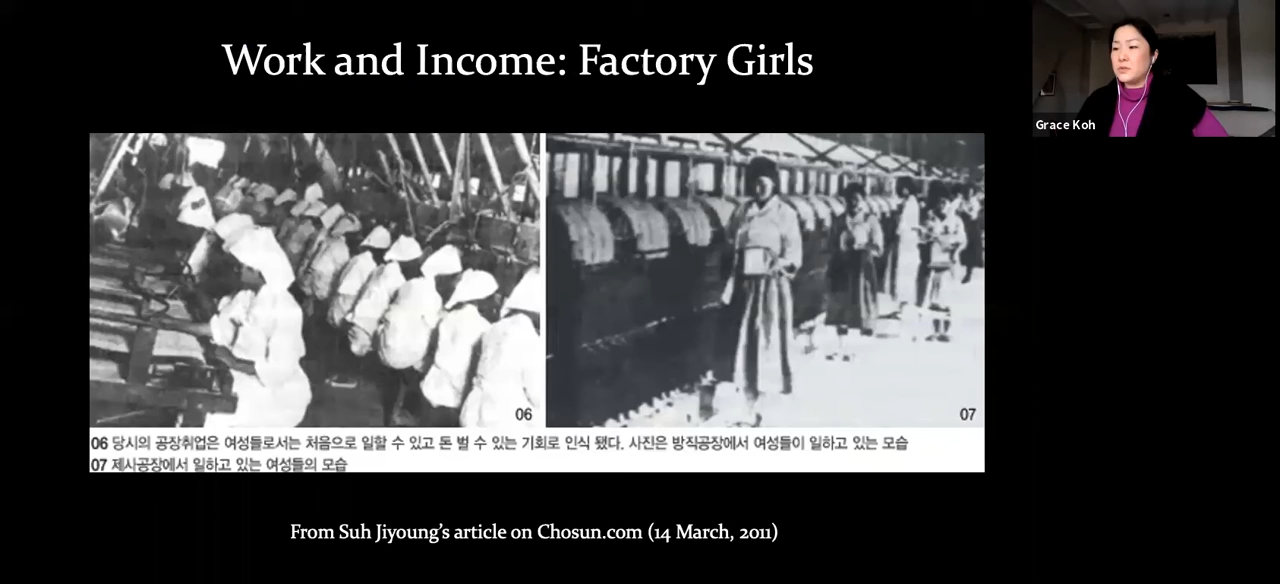 Work and Income: Factory Girls
Grace Koh
06
07
06 당시의 공장취업은 여성들로서는 처음으로 일할 수 있고 돈 벌 수 있는 기회로 인식 됐다. 사진은 방직공장에서 여성들이 일하고 있는 모습
07 제사공장에서 일하고 있는 여성들의 모습
From Suh Jiyoung’s article on Chosun.com (14 March, 2011)